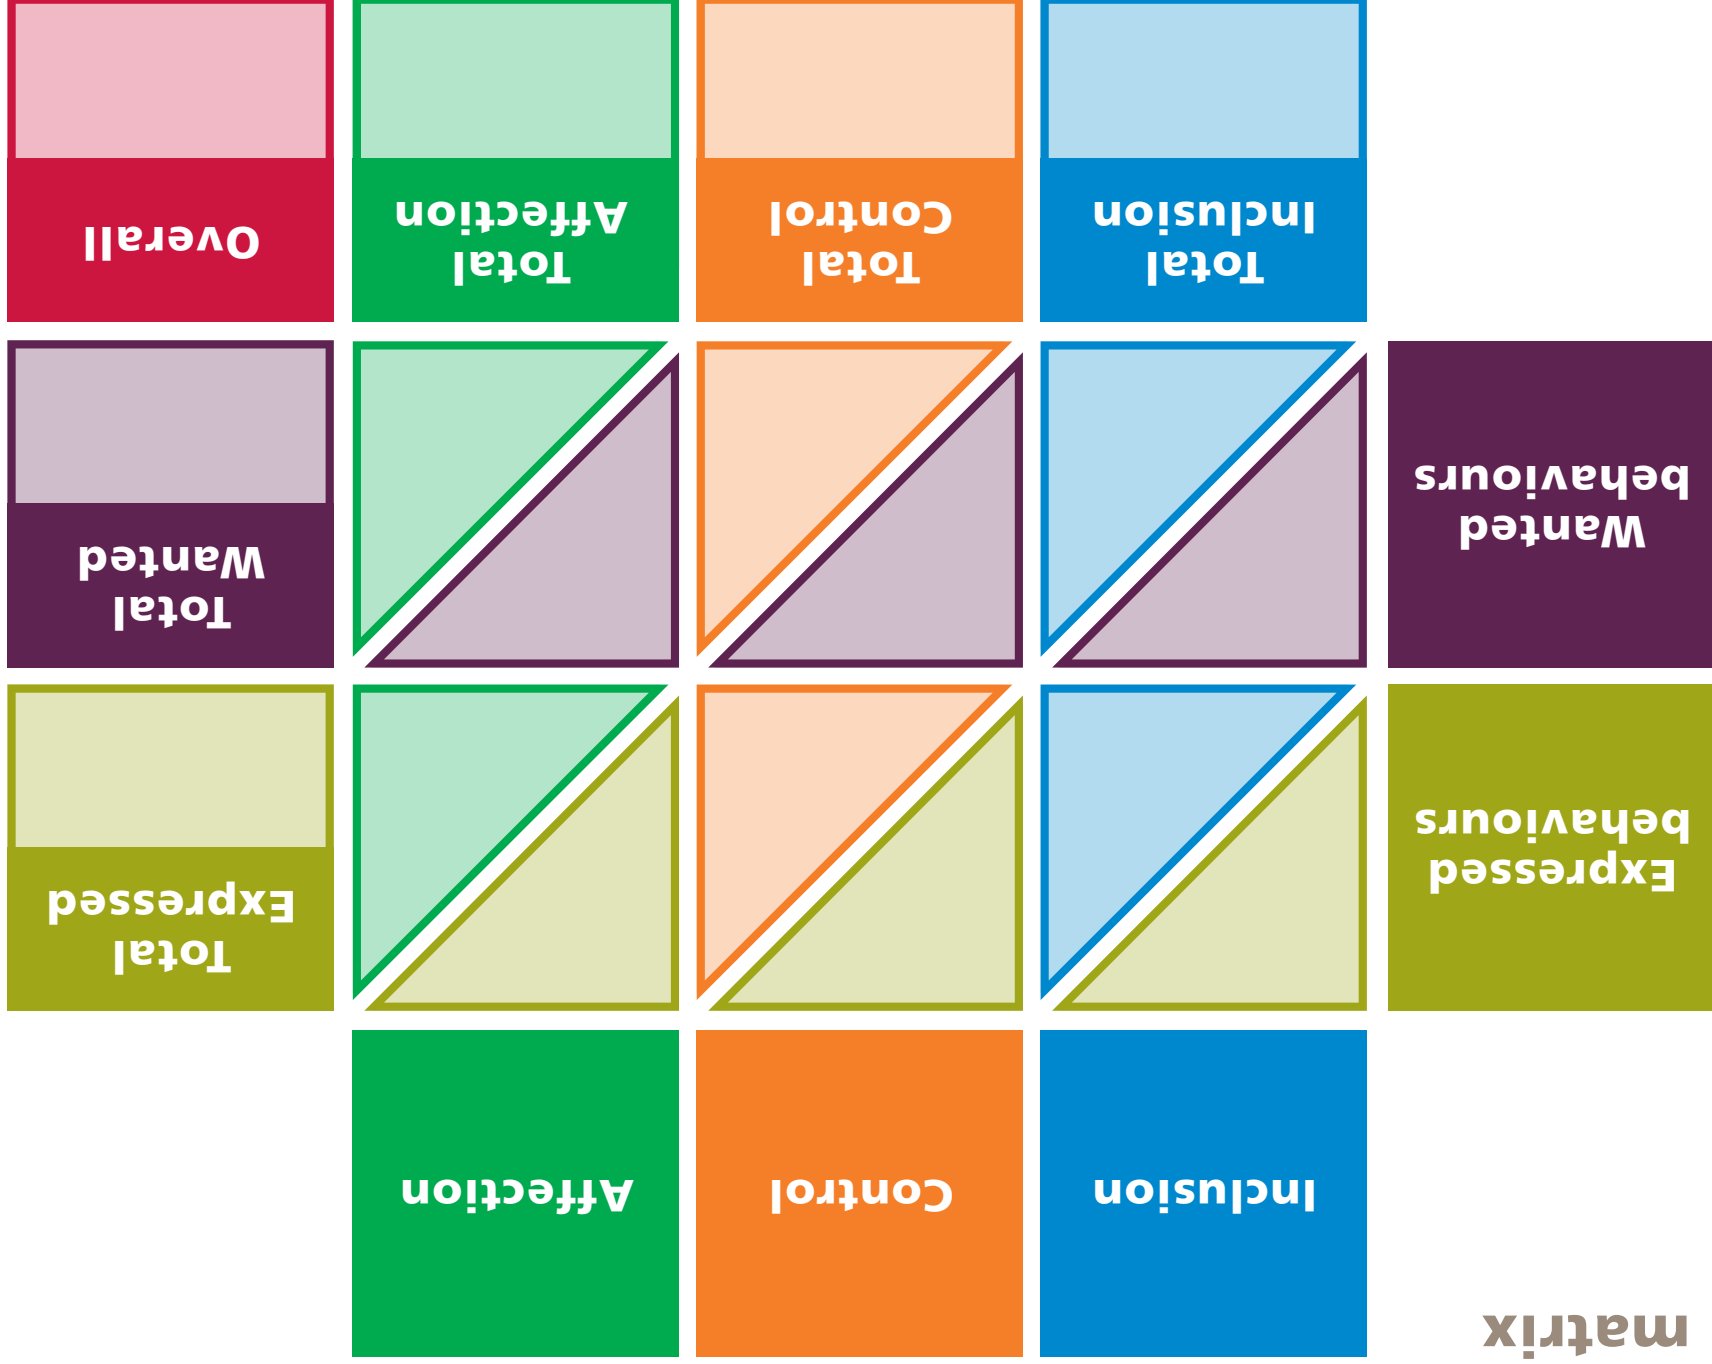 matrix
Inclusion
Control
Affection
Expressed
behaviours
Total
Expressed
Wanted
behaviours
Total
Wanted
Total
Inclusion
Total
Control
Total
Affection
Overall